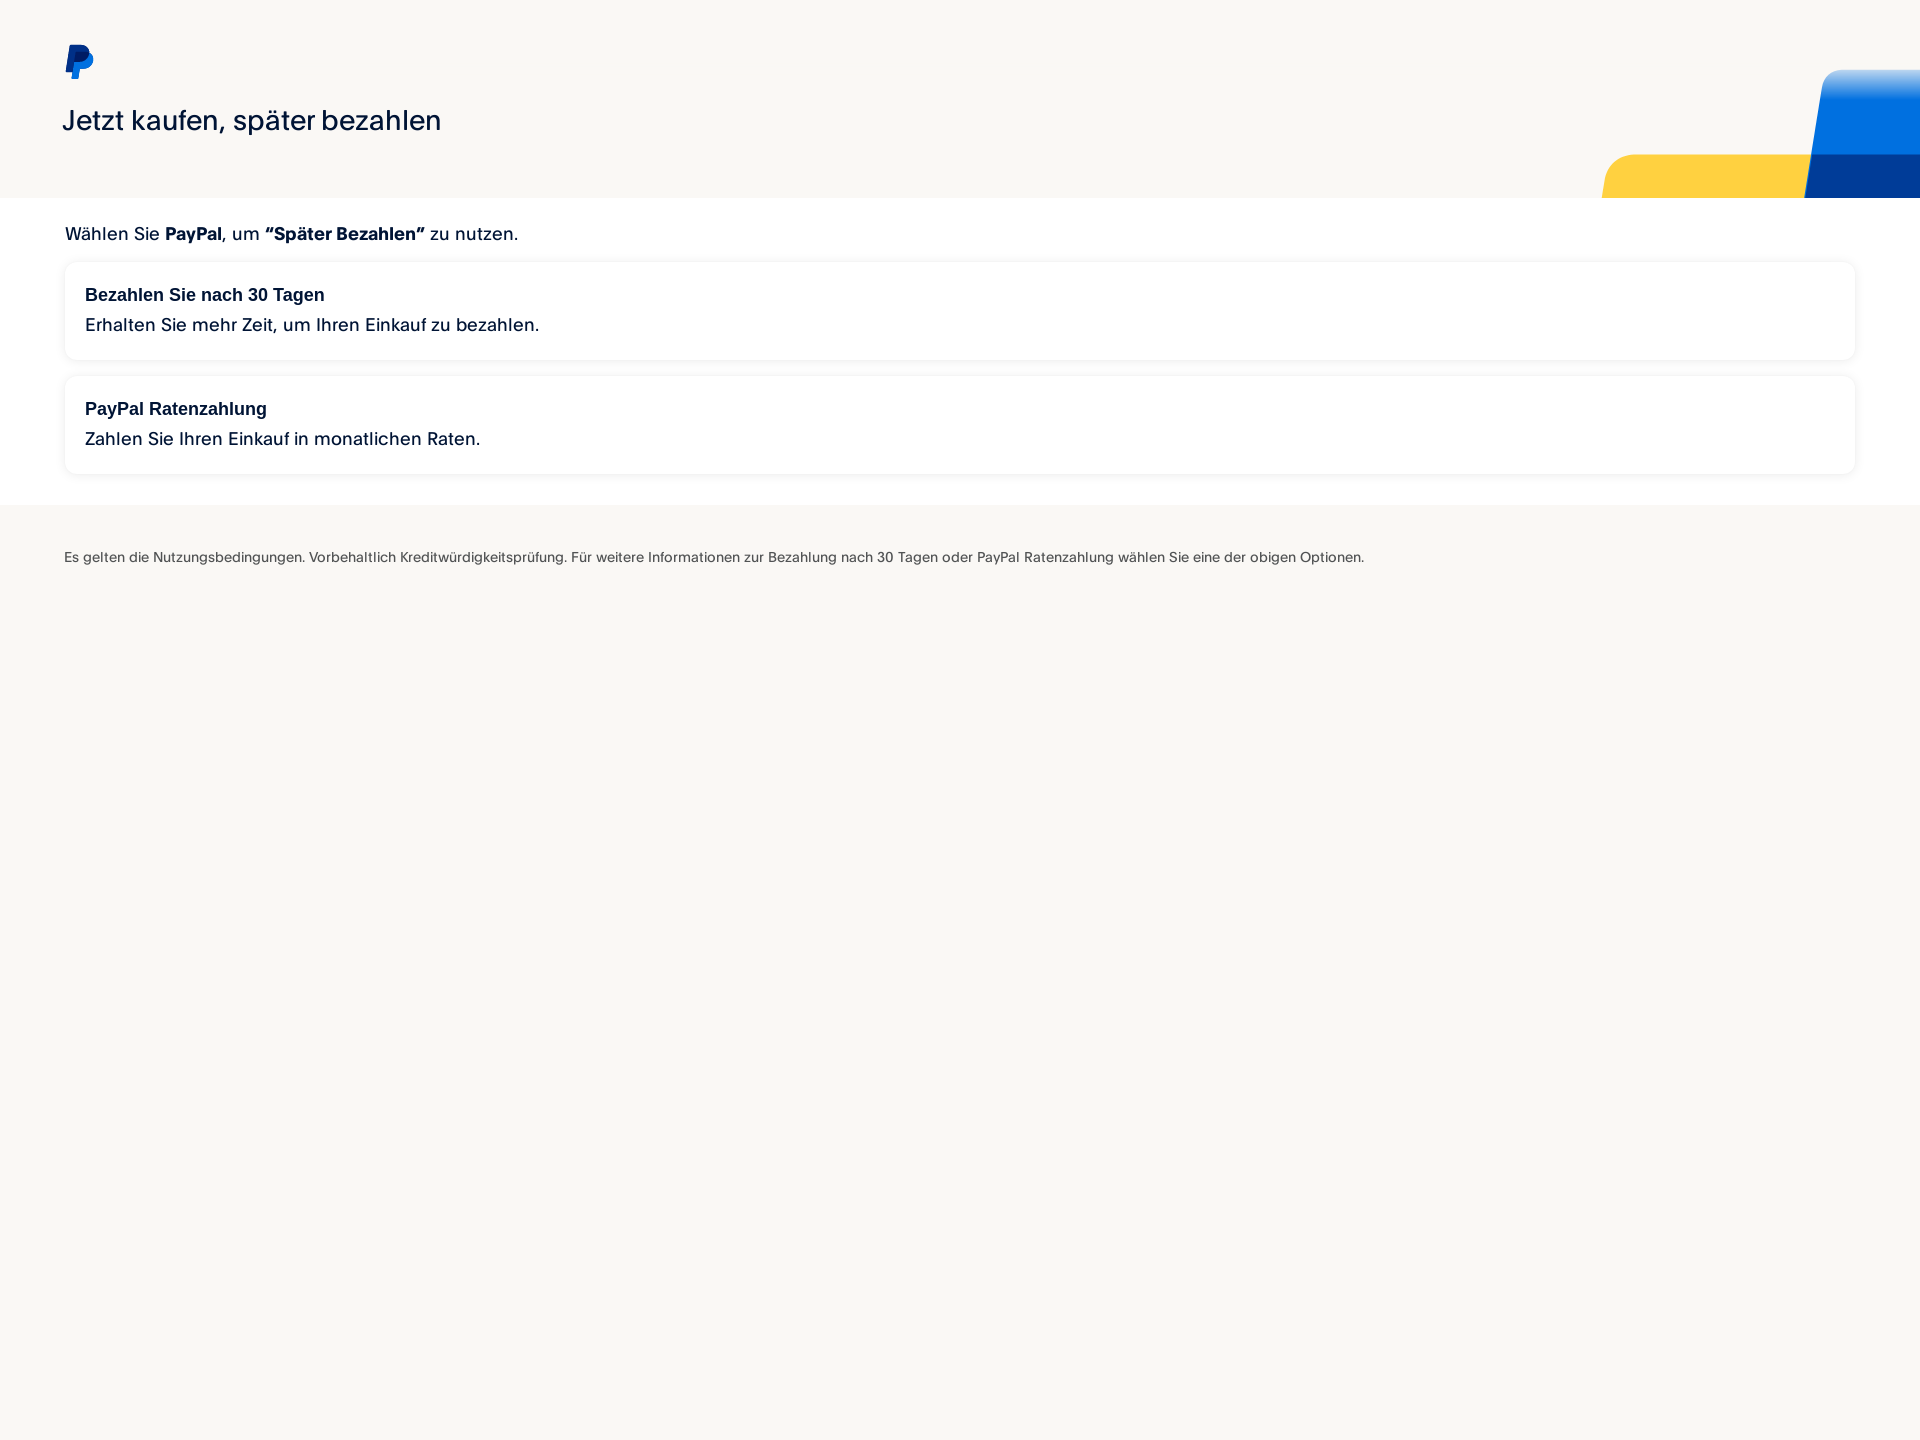 Jetzt kaufen, später bezahlen
Wählen Sie PayPal, um “Später Bezahlen” zu nutzen.
Bezahlen Sie nach 30 Tagen
Erhalten Sie mehr Zeit, um Ihren Einkauf zu bezahlen.
PayPal Ratenzahlung
Zahlen Sie Ihren Einkauf in monatlichen Raten.
Es gelten die Nutzungsbedingungen. Vorbehaltlich Kreditwürdigkeitsprüfung. Für weitere Informationen zur Bezahlung nach 30 Tagen oder PayPal Ratenzahlung wählen Sie eine der obigen Optionen.